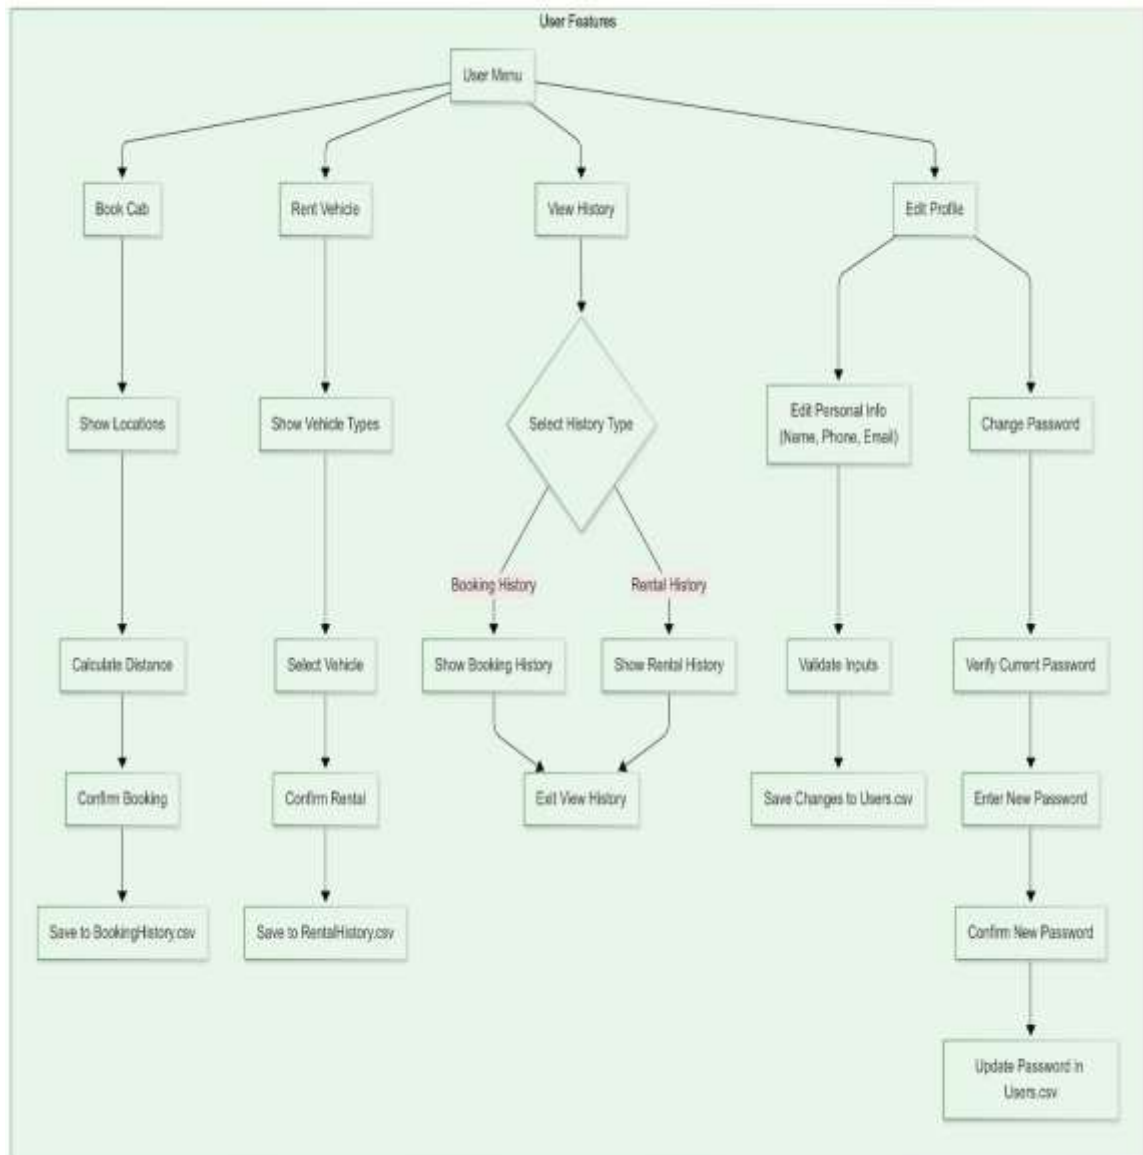 User Features
User Menu
Book Cab
Rent Vehicle
View History
Edit Profile
Show Locations
Show Vehicle Types
Select History Type
Edit Personal Info
(Name, Phone, Email)
Change Password
Booking History
Rental History
Calculate Distance
Select Vehicle
Show Booking History
Show Rental History
Validate Inputs
Verify Current Password
Confirm Booking
Confirm Rental
Exit View History
Save Changes to Users.csv
Enter New Password
Save to BookingHistory.csv
Save to RentalHistory.csv
Confirm New Password
Update Password in
Users.csv